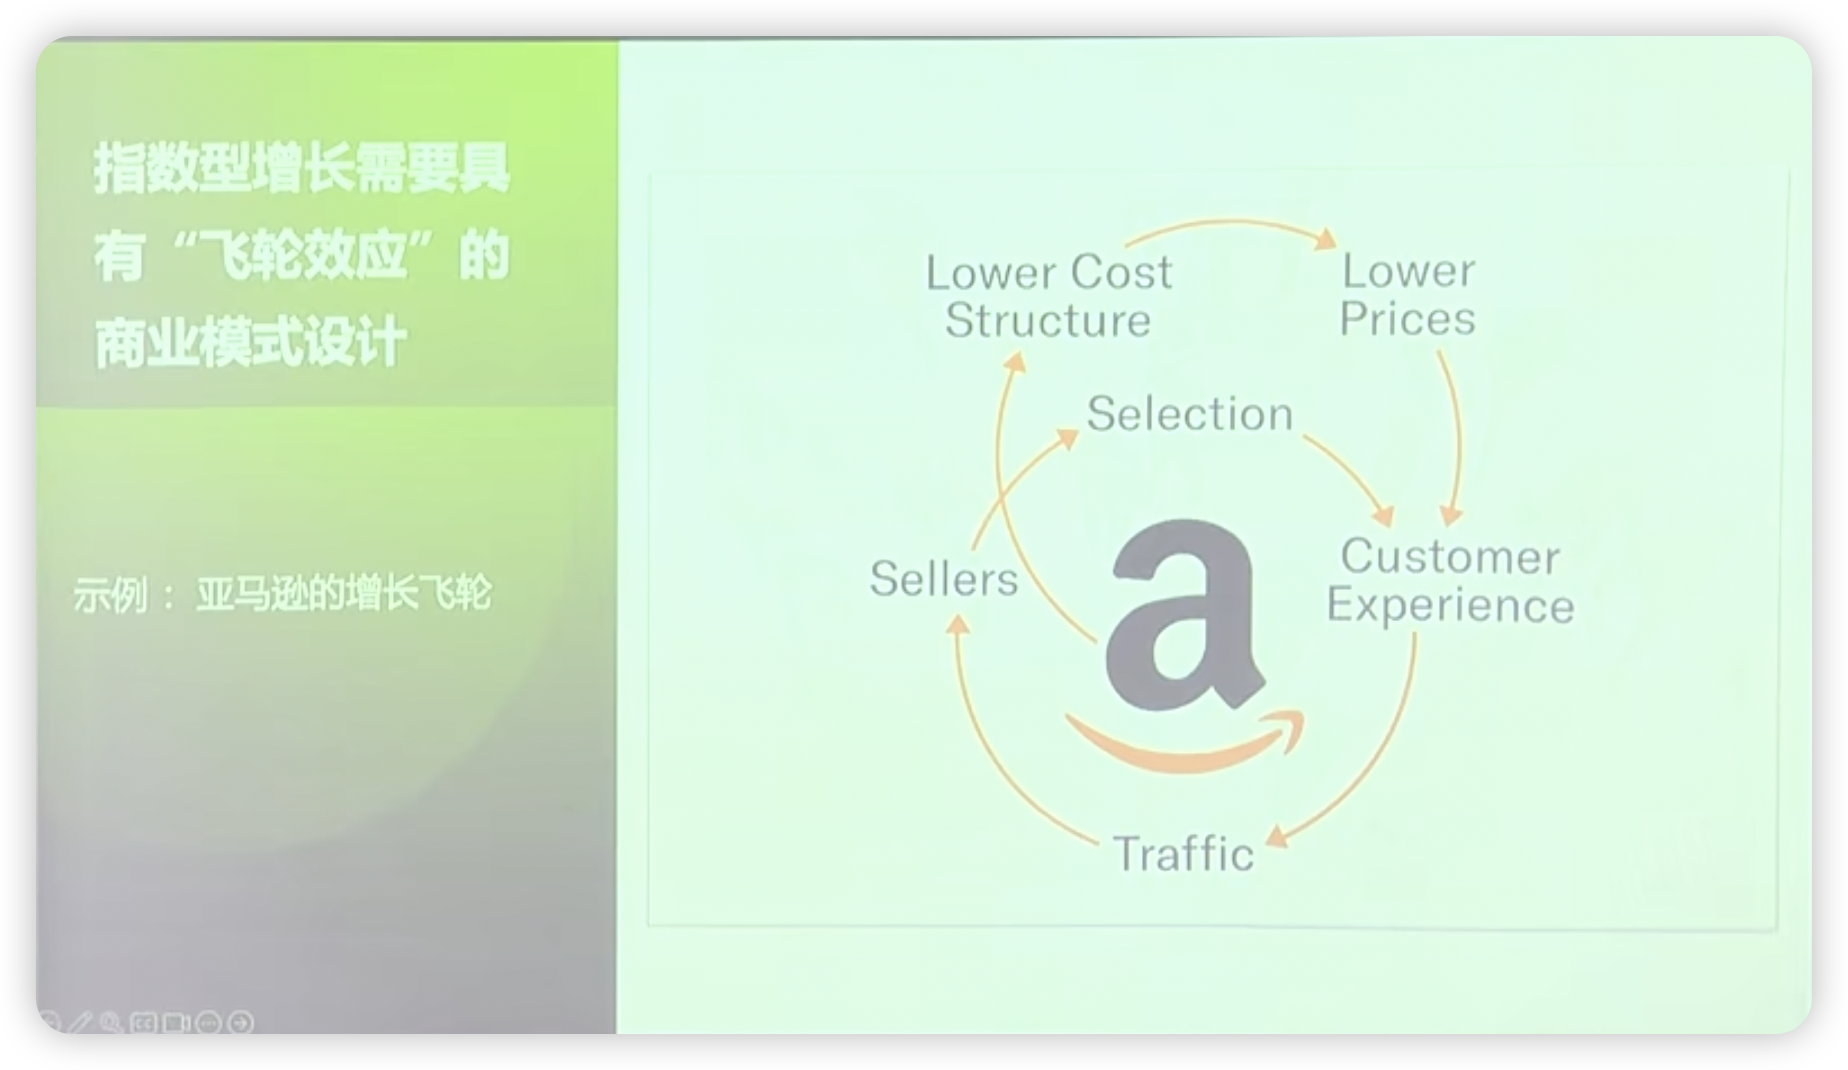 指数型增长需要具
有“飞轮效应”的
商业模式设计
示例：亚马逊的增长飞轮
Lower Cost
Structure
Lower
Prices
Selection
Sellers
a
Customer
Experience
Traffic